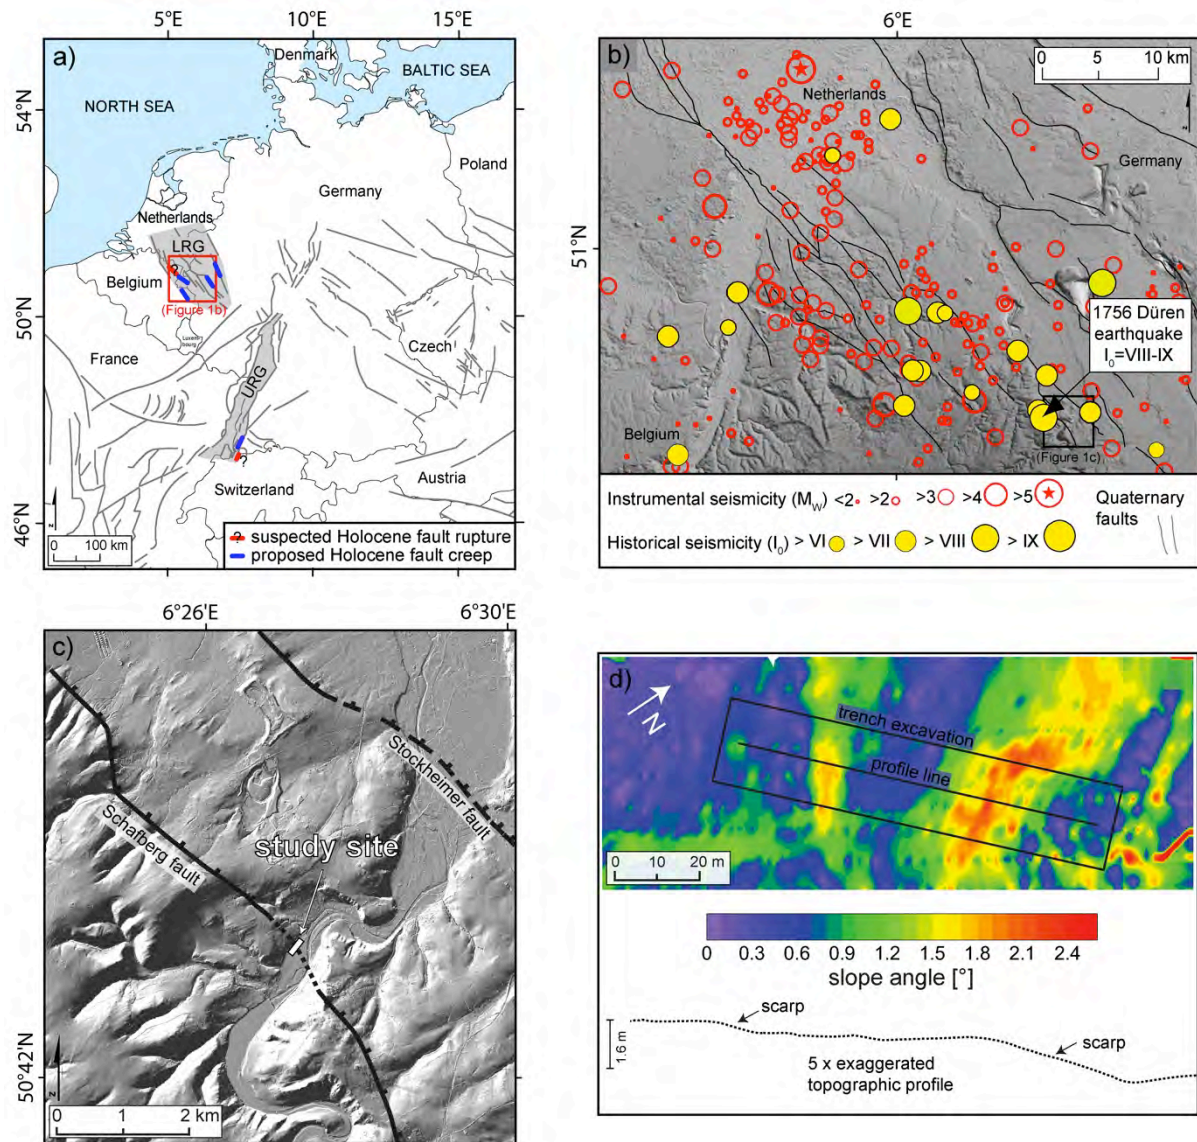 5°E
10°E
15°E
a)
Denmark
BALTIC SEA
NORTH SEA
54°N
Poland
Germany
Netherlands
LRG
?
Belgium
(Figure 1b)
50°N
Luxem-
bourg
France
Czech
URG
?
Austria
Switzerland
46°N
N
0 100 km
? suspected Holocene fault rupture
proposed Holocene fault creep
6°E
b)
0 5 10 km
Netherlands
N
Germany
51°N
1756 Düren
earthquake
I₀=VIII-IX
Belgium
(Figure 1c)
Instrumental seismicity (Mw) <2 >2 >3 >4 >5
Quaternary
faults
Historical seismicity (I₀) > VI > VII > VIII > IX
6°26'E
6°30'E
c)
Stockheimer fault
Schafberg fault
study site
50°42'N
N
0 1 2 km
d)
N
trench excavation
profile line
0 10 20 m
0 0.3 0.6 0.9 1.2 1.5 1.8 2.1 2.4
slope angle [°]
scarp
1.6 m
scarp
5 x exaggerated
topographic profile